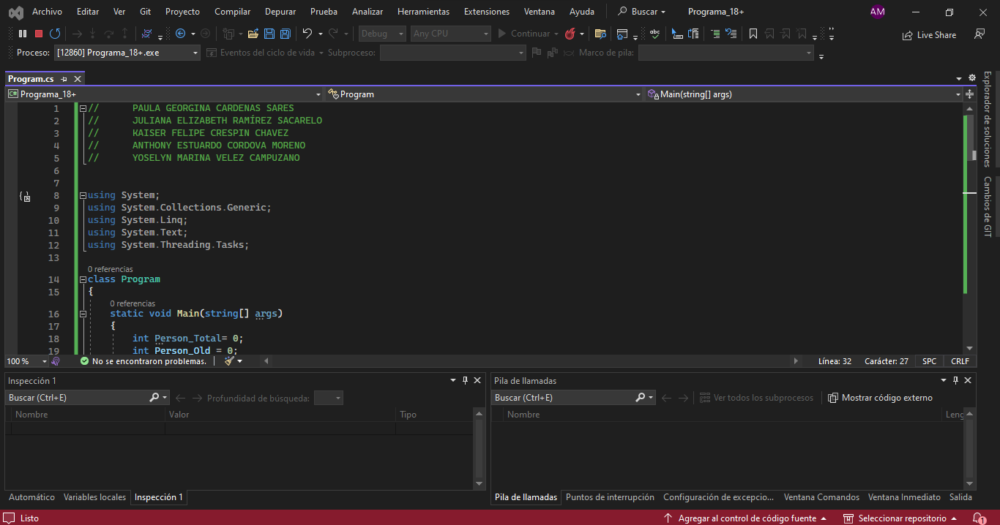 Archivo Editar Ver Git Proyecto Compilar Depurar Prueba Analizar Herramientas Extensiones Ventana Ayuda Buscar Programa_18+ AM
Debug Any CPU Continuar abc Live Share
Proceso: [12860] Programa_18+.exe Eventos del ciclo de vida Subproceso: Marco de pila:
Program.cs
C# Programa_18+ Program Main(string[] args)
1 // PAULA GEORGINA CARDENAS SARES
2 // JULIANA ELIZABETH RAMÍREZ SACARELO
3 // KAISER FELIPE CRESPIN CHAVEZ
4 // ANTHONY ESTUARDO CORDOVA MORENO
5 // YOSELYN MARINA VELEZ CAMPUZANO
6
7
8 using System;
9 using System.Collections.Generic;
10 using System.Linq;
11 using System.Text;
12 using System.Threading.Tasks;
13
0 referencias
14 class Program
15 {
0 referencias
16 static void Main(string[] args)
17 {
18 int Person_Total= 0;
19 int Person_Old = 0;
100 % No se encontraron problemas. Línea: 32 Carácter: 27 SPC CRLF
Explorador de soluciones
Cambios de GIT
Inspección 1
Buscar (Ctrl+E) Profundidad de búsqueda:
Nombre Valor Tipo
Automático Variables locales Inspección 1
Pila de llamadas
Buscar (Ctrl+E) Ver todos los subprocesos Mostrar código externo
Nombre Leng
Pila de llamadas Puntos de interrupción Configuración de excepcio... Ventana Comandos Ventana Inmediato Salida
Listo Agregar al control de código fuente Seleccionar repositorio 1